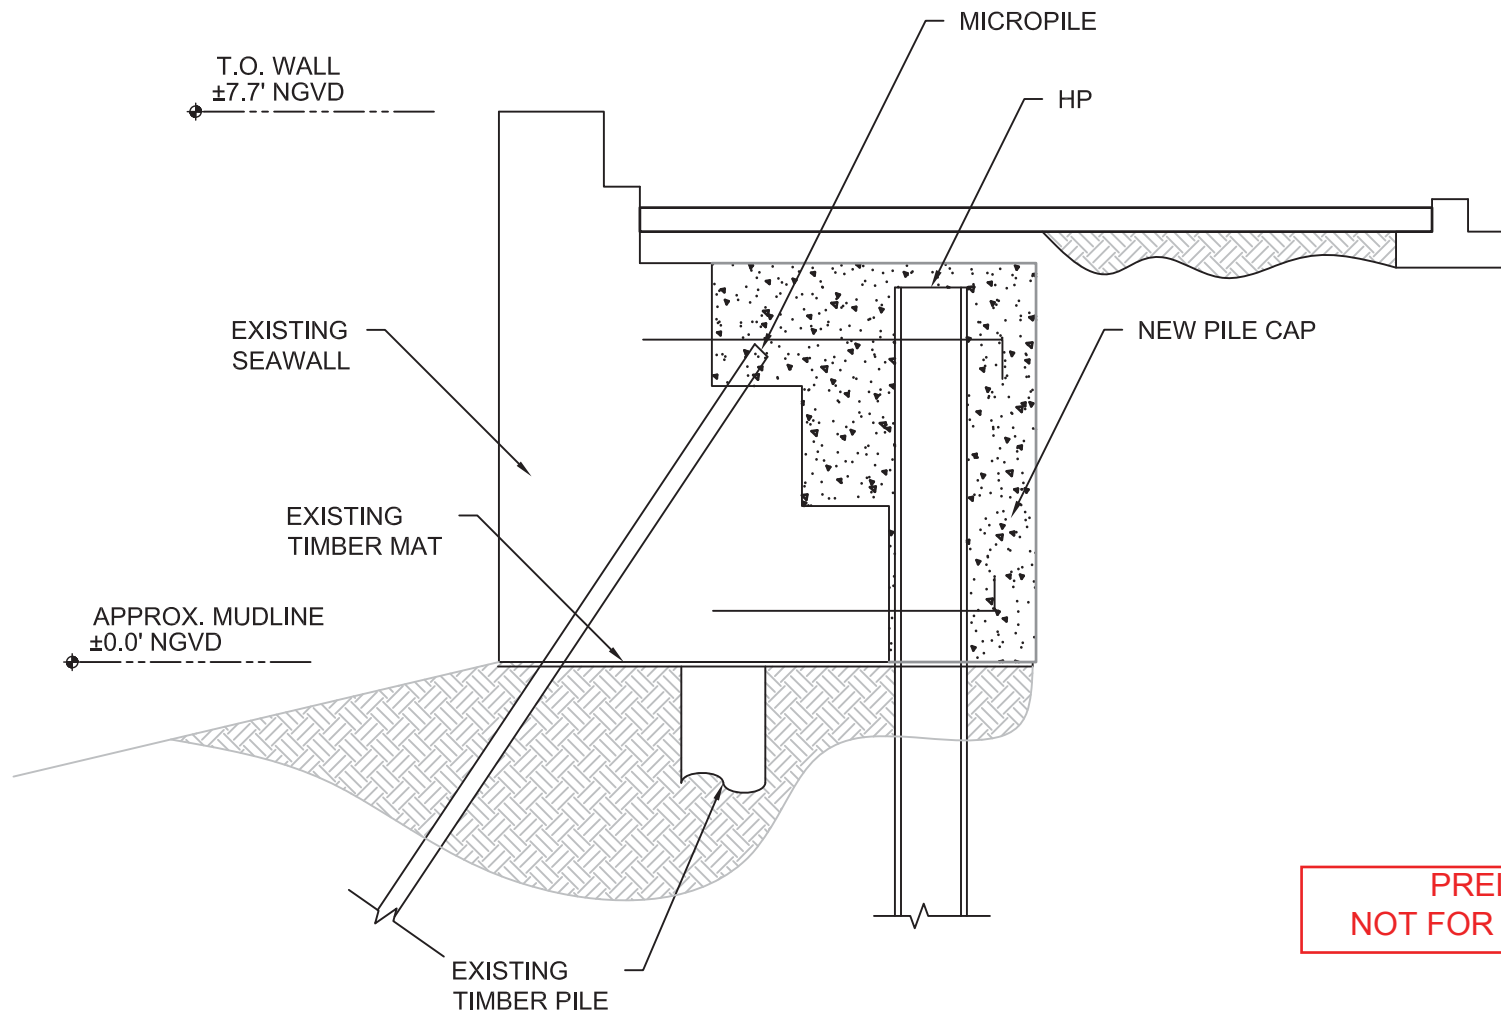 MICROPILE
T.O. WALL
±7.7' NGVD
HP
EXISTING
SEAWALL
NEW PILE CAP
EXISTING
TIMBER MAT
APPROX. MUDLINE
±0.0' NGVD
NOT FOR
EXISTING
TIMBER PILE